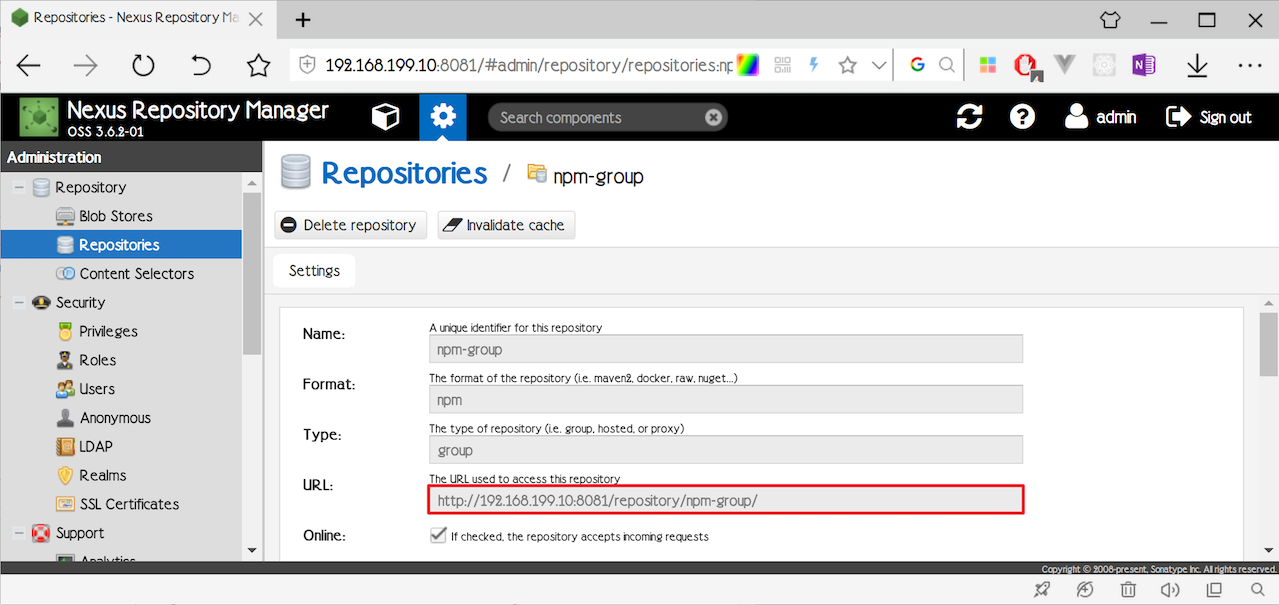 Repositories - Nexus Repository Ma
192.168.199.10:8081/#admin/repository/repositories:np
Nexus Repository Manager
OSS 3.6.2-01
Search components
admin
Sign out
Administration
Repository
Blob Stores
Repositories
Content Selectors
Security
Privileges
Roles
Users
Anonymous
LDAP
Realms
SSL Certificates
Support
Analytics
Repositories / npm-group
Delete repository
Invalidate cache
Settings
Name:
A unique identifier for this repository
npm-group
Format:
The format of the repository (i.e. maven2, docker, raw, nuget...)
npm
Type:
The type of repository (i.e. group, hosted, or proxy)
group
URL:
The URL used to access this repository
http://192.168.199.10:8081/repository/npm-group/
Online:
If checked, the repository accepts incoming requests
Copyright © 2008-present, Sonatype Inc. All rights reserved.